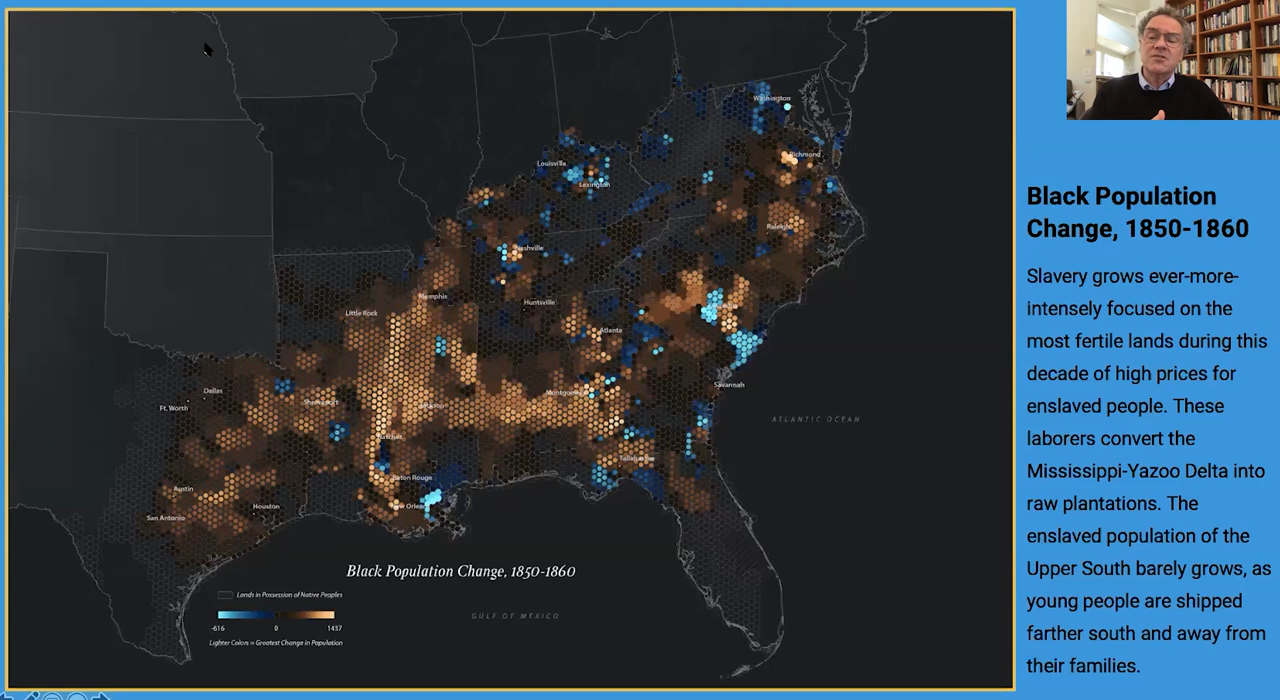 Washington
Richmond
Louisville
Lexington
Raleigh
Nashville
Memphis
Huntsville
Little Rock
Atlanta
Savannah
Dallas
Ft. Worth
Shreveport
Montgomery
Jackson
ATLANTIC OCEAN
Natchez
Tallahassee
Baton Rouge
Austin
New Orleans
Houston
San Antonio
Black Population Change, 1850-1860
Lands in Possession of Native Peoples
GULF OF MEXICO
-616 0 1437
Lighter Colors = Greatest Change in Population
Black Population
Change, 1850-1860
Slavery grows ever-more-
intensely focused on the
most fertile lands during this
decade of high prices for
enslaved people. These
laborers convert the
Mississippi-Yazoo Delta into
raw plantations. The
enslaved population of the
Upper South barely grows, as
young people are shipped
farther south and away from
their families.